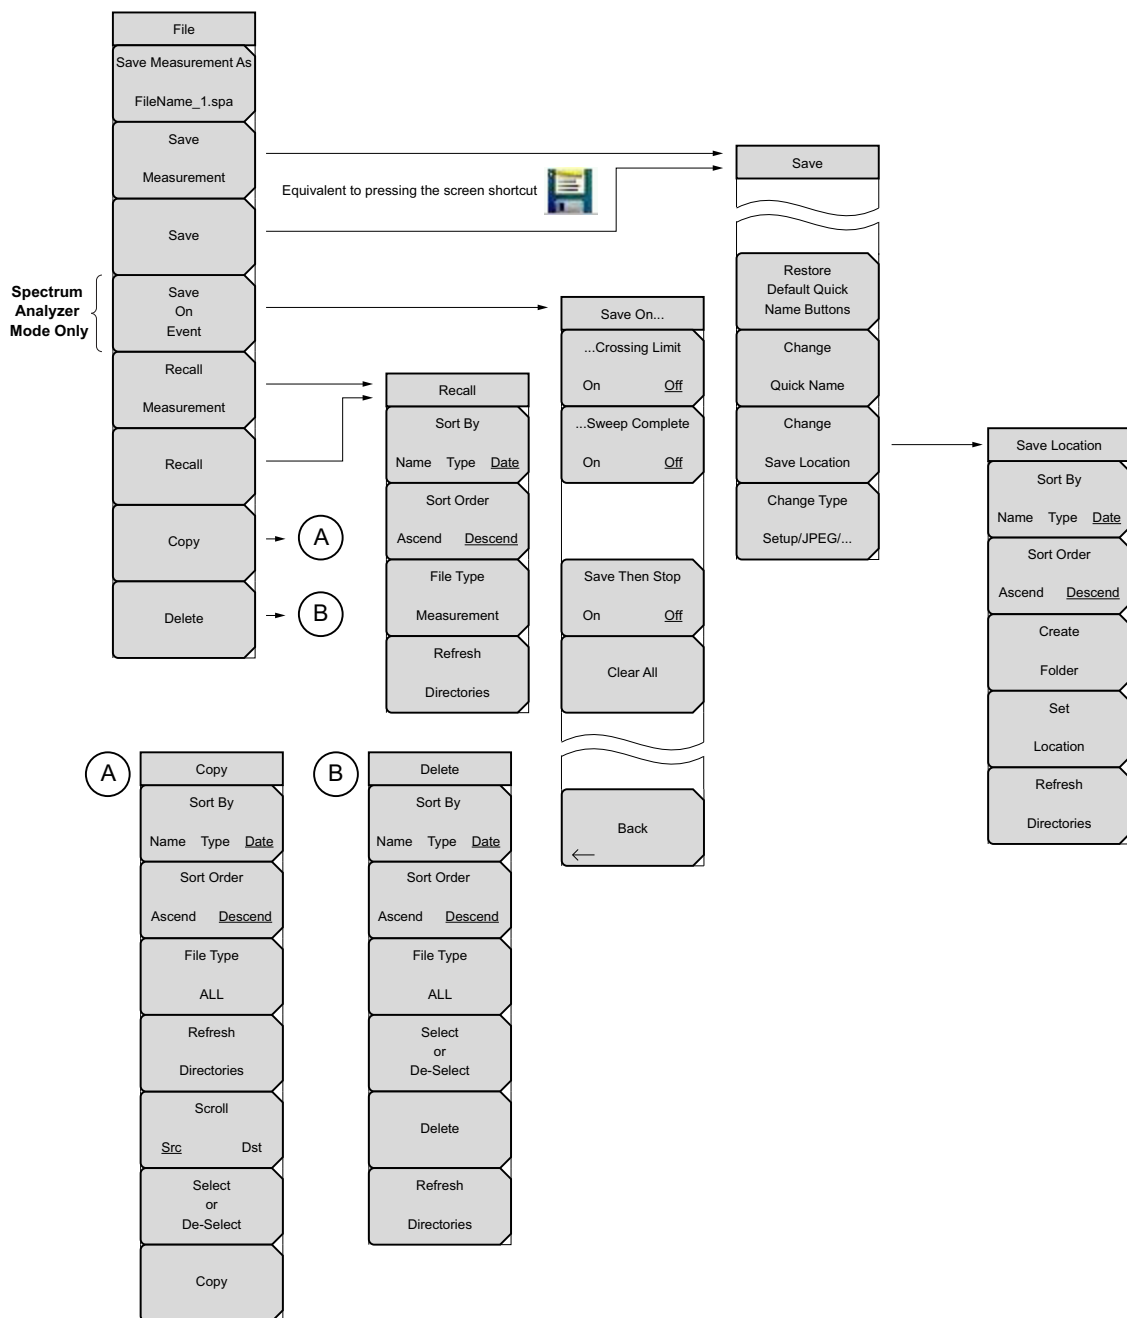 File
Save Measurement As
FileName_1.spa
Save
Measurement
Equivalent to pressing the screen shortcut
Save
Spectrum
Analyzer
Mode Only
Save
On
Event
Recall
Measurement
Recall
Copy
A
Delete
B
Save
Restore
Default Quick
Name Buttons
Change
Quick Name
Change
Save Location
Change Type
Setup/JPEG/...
Save On...
...Crossing Limit
On Off
...Sweep Complete
On Off
Save Then Stop
On Off
Clear All
Back
Recall
Sort By
Name Type Date
Sort Order
Ascend Descend
File Type
Measurement
Refresh
Directories
Save Location
Sort By
Name Type Date
Sort Order
Ascend Descend
Create
Folder
Set
Location
Refresh
Directories
A
Copy
Sort By
Name Type Date
Sort Order
Ascend Descend
File Type
ALL
Refresh
Directories
Scroll
Src Dst
Select
or
De-Select
Copy
B
Delete
Sort By
Name Type Date
Sort Order
Ascend Descend
File Type
ALL
Select
or
De-Select
Delete
Refresh
Directories